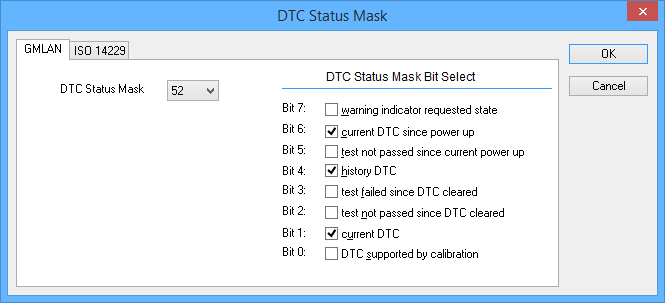 DTC Status Mask
GMLAN ISO 14229
OK
Cancel
DTC Status Mask 52
DTC Status Mask Bit Select
Bit 7: warning indicator requested state
Bit 6: current DTC since power up
Bit 5: test not passed since current power up
Bit 4: history DTC
Bit 3: test failed since DTC cleared
Bit 2: test not passed since DTC cleared
Bit 1: current DTC
Bit 0: DTC supported by calibration